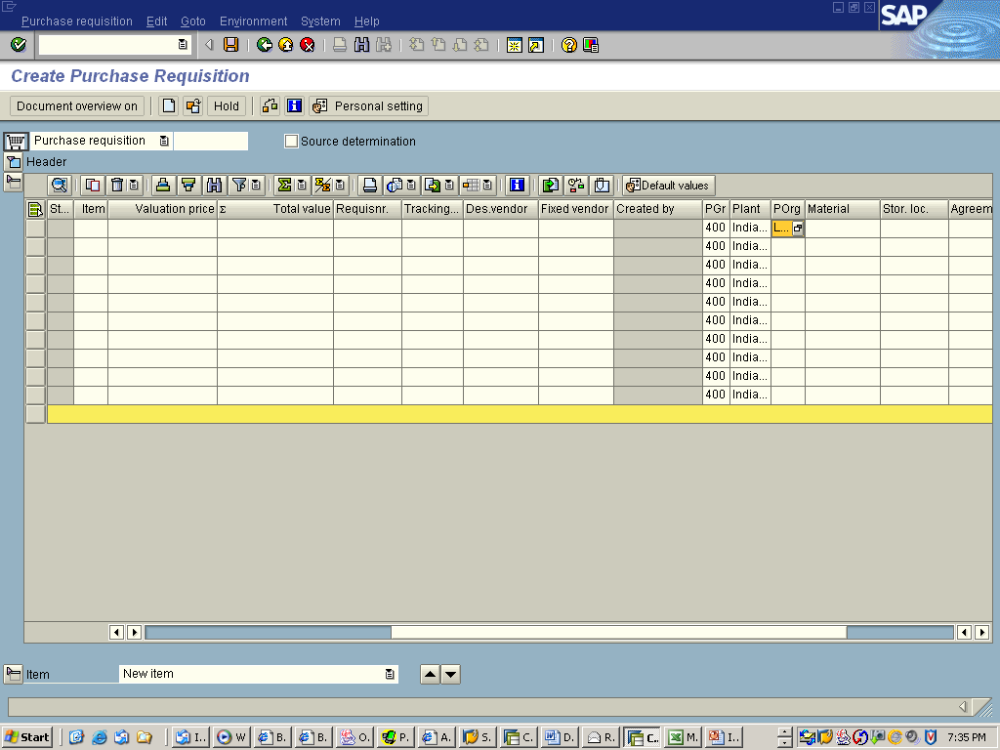 Purchase requisition Edit Goto Environment System Help
SAP
Create Purchase Requisition
Document overview on Hold Personal setting
Purchase requisition Source determination
Header
Default values
St... Item Valuation price Σ Total value Requisnr. Tracking... Des.vendor Fixed vendor Created by PGr Plant POrg Material Stor. loc. Agreem
400 India... L...
400 India...
400 India...
400 India...
400 India...
400 India...
400 India...
400 India...
400 India...
400 India...
Item New item
Start I.. W B. B. O. P. A. S. C. D. R. C.. M. I.. 7:35 PM